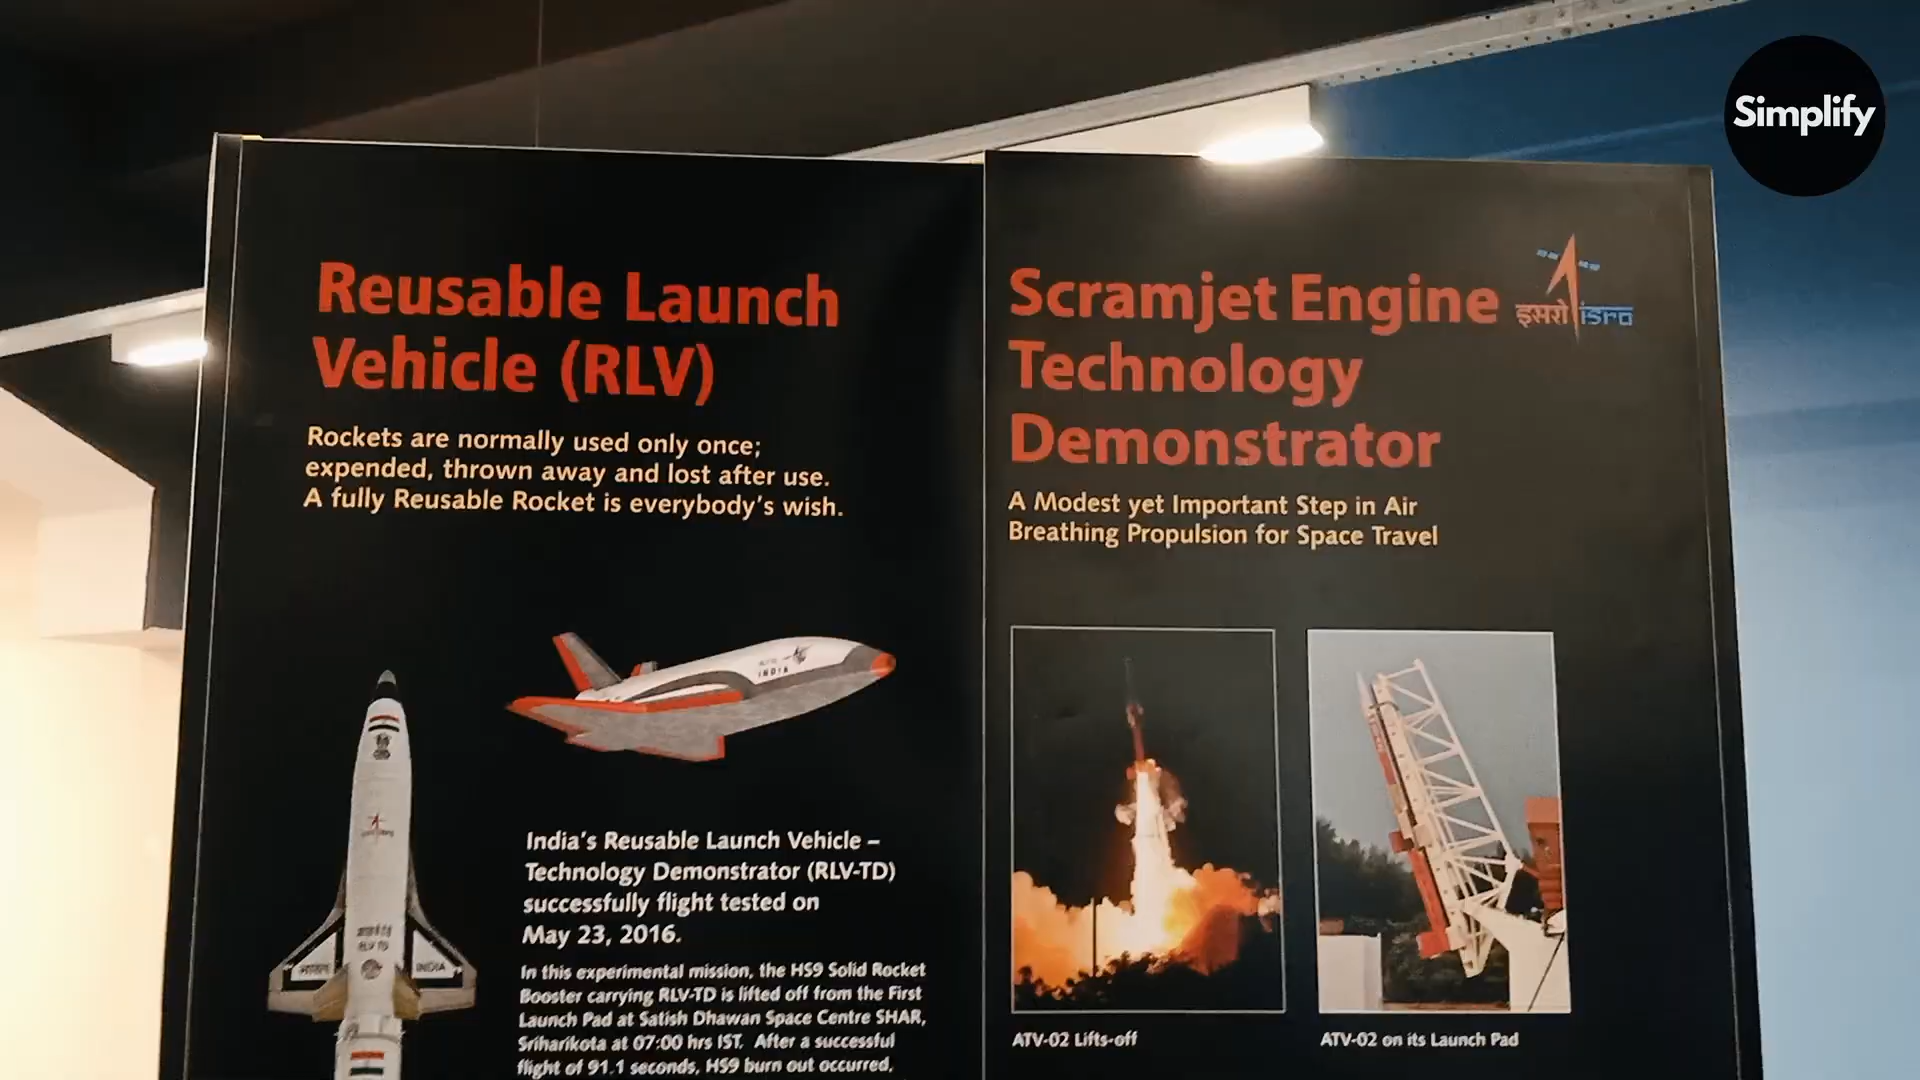 Simplify
Reusable Launch
Vehicle (RLV)
Rockets are normally used only once;
expended, thrown away and lost after use.
A fully Reusable Rocket is everybody's wish.
INDIA
India's Reusable Launch Vehicle –
Technology Demonstrator (RLV-TD)
successfully flight tested on
May 23, 2016.
In this experimental mission, the HS9 Solid Rocket
Booster carrying RLV-TD is lifted off from the First
Launch Pad at Satish Dhawan Space Centre SHAR,
Sriharikota at 07:00 hrs IST. After a successful
flight of 91.1 seconds, HS9 burn out occurred,
RLV TD
INDIA
Scramjet Engine
Technology
Demonstrator
इसरो isro
A Modest yet Important Step in Air
Breathing Propulsion for Space Travel
ATV-02 Lifts-off
ATV-02 on its Launch Pad